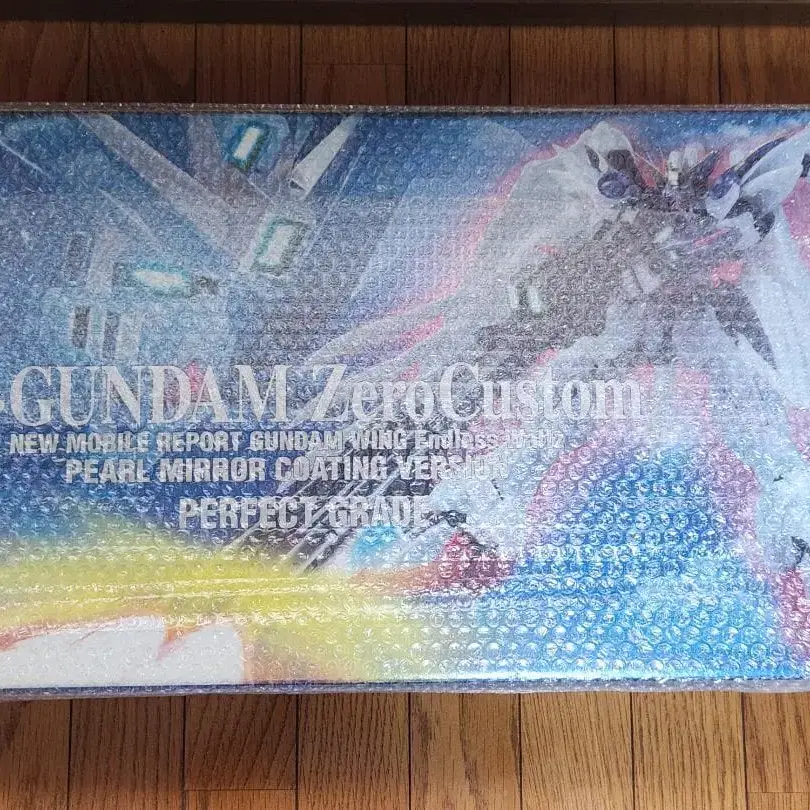 -GUNDAM ZeroCustom
NEW MOBILE REPORT GUNDAM WING Endless Waltz
PEARL MIRROR COATING VERSION
PERFECT GRADE